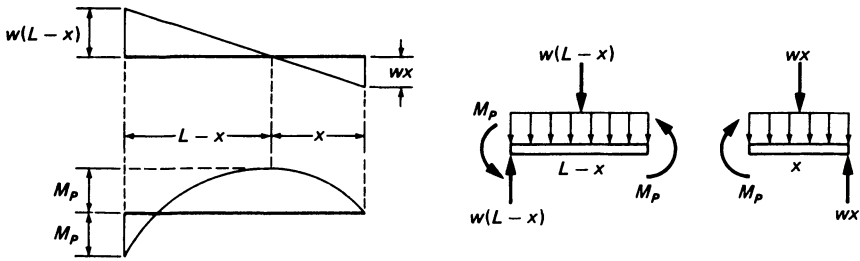 w(L – x)
wx
L – x
x
M_P
M_P
w(L – x)
M_P
L – x
M_P
w(L – x)
wx
x
M_P
wx